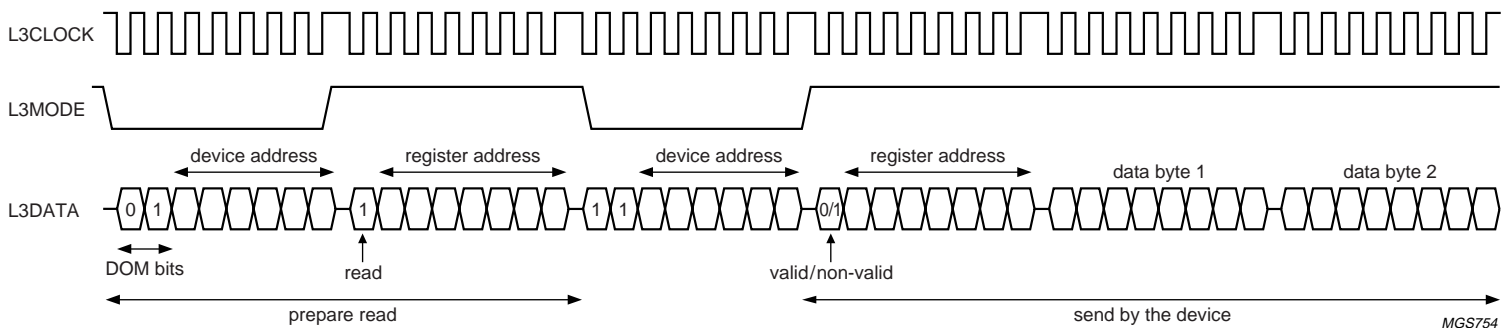 L3CLOCK
L3MODE
device address register address device address register address data byte 1 data byte 2
L3DATA 0 1 1 1 1 0/1
DOM bits read valid/non-valid
prepare read send by the device
MGS754